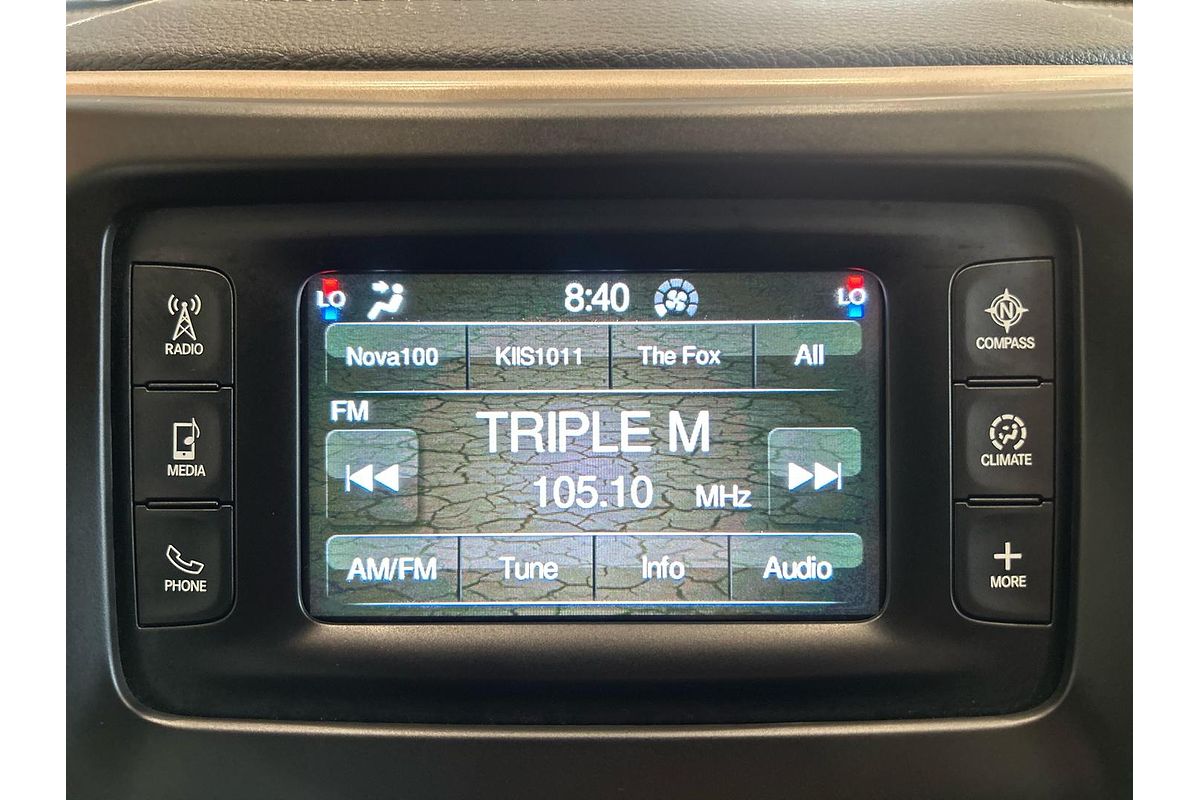 LO 8:40 LO
Nova100 KIIS1011 The Fox All
FM
TRIPLE M
105.10 MHz
AM/FM Tune Info Audio
RADIO
MEDIA
PHONE
N
COMPASS
CLIMATE
MORE